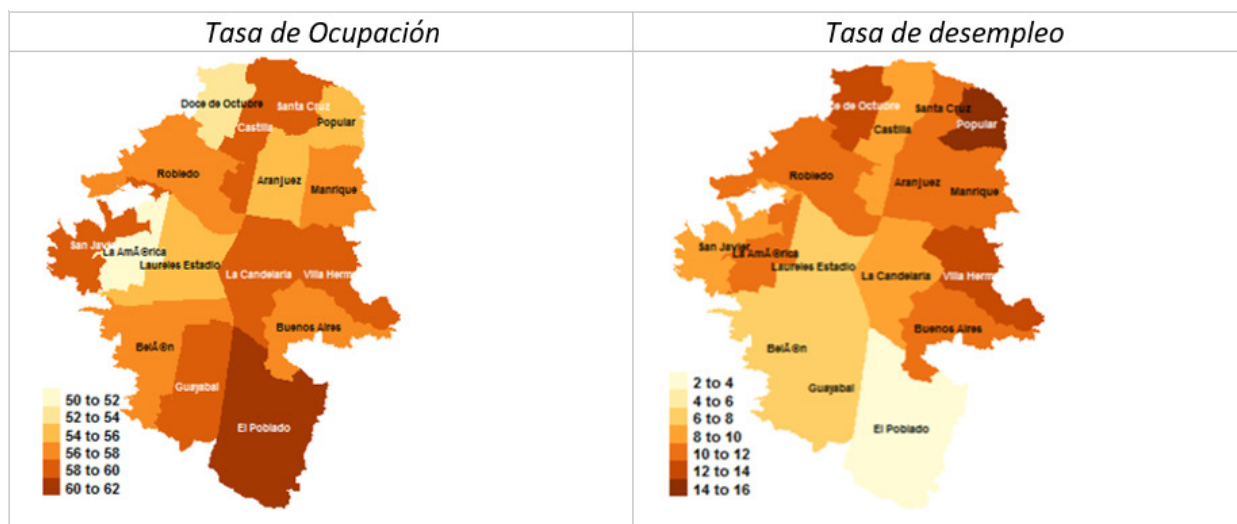 Tasa de Ocupación
Tasa de desempleo
Doce de Octubre
Santa Cruz
Castilla
Popular
Robledo
Aranjuez
Manrique
San Javier
La AmÃ®rica
Laureles Estadio
La Candelaria
Villa Herm
Buenos Aires
BelÃ®n
Guayabal
El Poblado
50 to 52
52 to 54
54 to 56
56 to 58
58 to 60
60 to 62
ce de Octubre
Santa Cruz
Castilla
Popular
Robledo
Aranjuez
Manrique
San Javier
La AmÃ®rica
Laureles Estadio
La Candelaria
Villa Herm
Buenos Aires
BelÃ®n
Guayabal
El Poblado
2 to 4
4 to 6
6 to 8
8 to 10
10 to 12
12 to 14
14 to 16